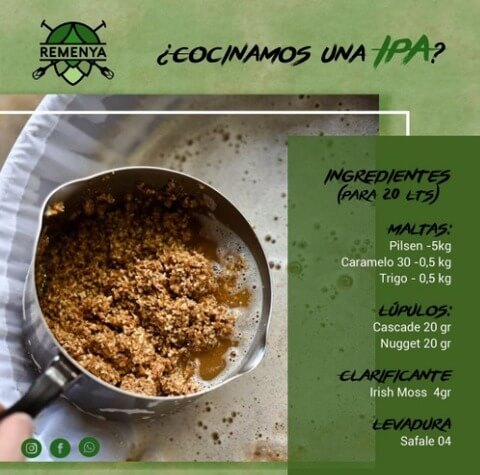 REMENYA
¿COCINAMOS UNA IPA?
INGREDIENTES
(PARA 20 LTS)
MALTAS:
Pilsen -5kg
Caramelo 30 -0,5 kg
Trigo - 0,5 kg
LÚPULOS:
Cascade 20 gr
Nugget 20 gr
CLARIFICANTE
Irish Moss 4gr
LEVADURA
Safale 04